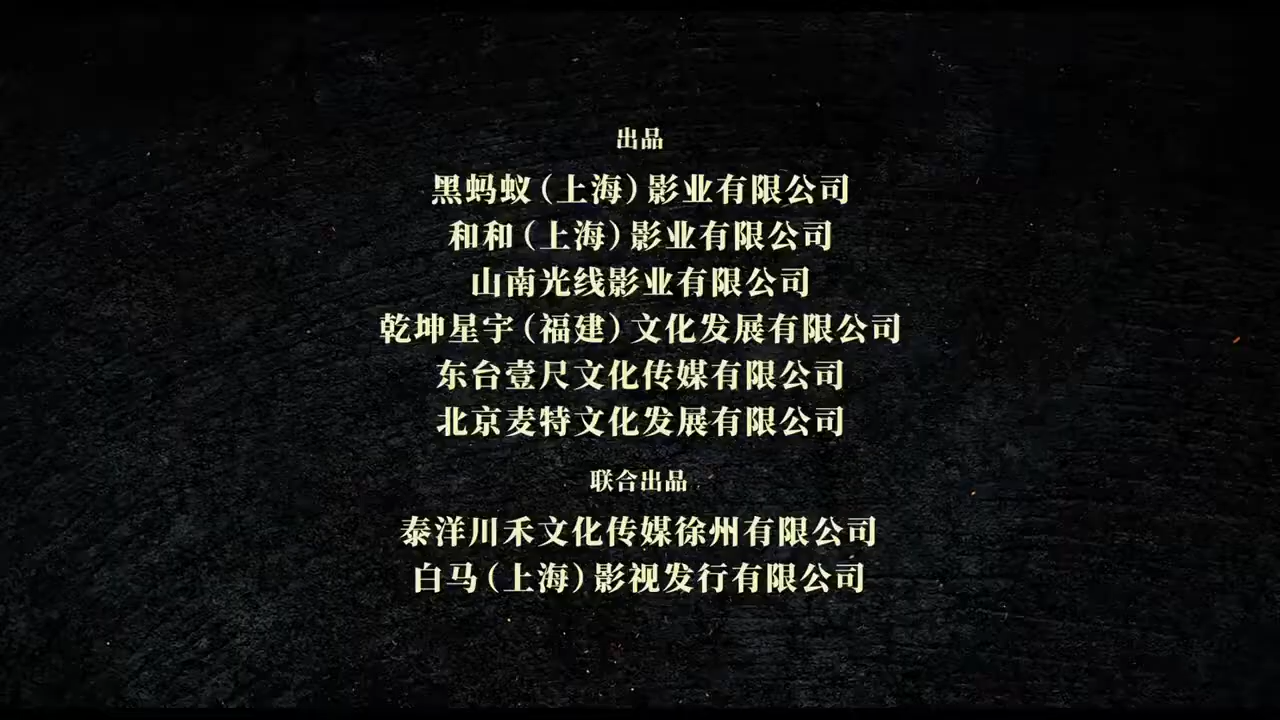 出品
黑蚂蚁(上海)影业有限公司
和和(上海)影业有限公司
山南光线影业有限公司
乾坤星宇(福建)文化发展有限公司
东台壹尺文化传媒有限公司
北京麦特文化发展有限公司
联合出品
泰洋川禾文化传媒徐州有限公司
白马(上海)影视发行有限公司